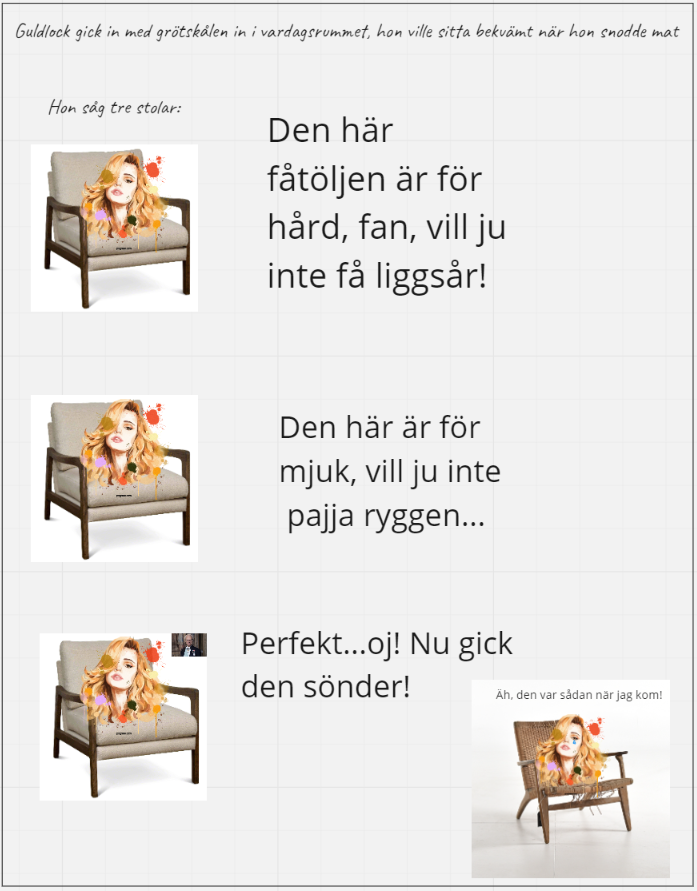 Guldlock gick in med grötskålen in i vardagsrummet, hon ville sitta bekvämt när hon snodde mat
Hon såg tre stolar:
Den här
fåtöljen är för
hård, fan, vill ju
inte få liggsår!
Den här är för
mjuk, vill ju inte
pajja ryggen...
Perfekt...oj! Nu gick
den sönder!
Äh, den var sådan när jag kom!